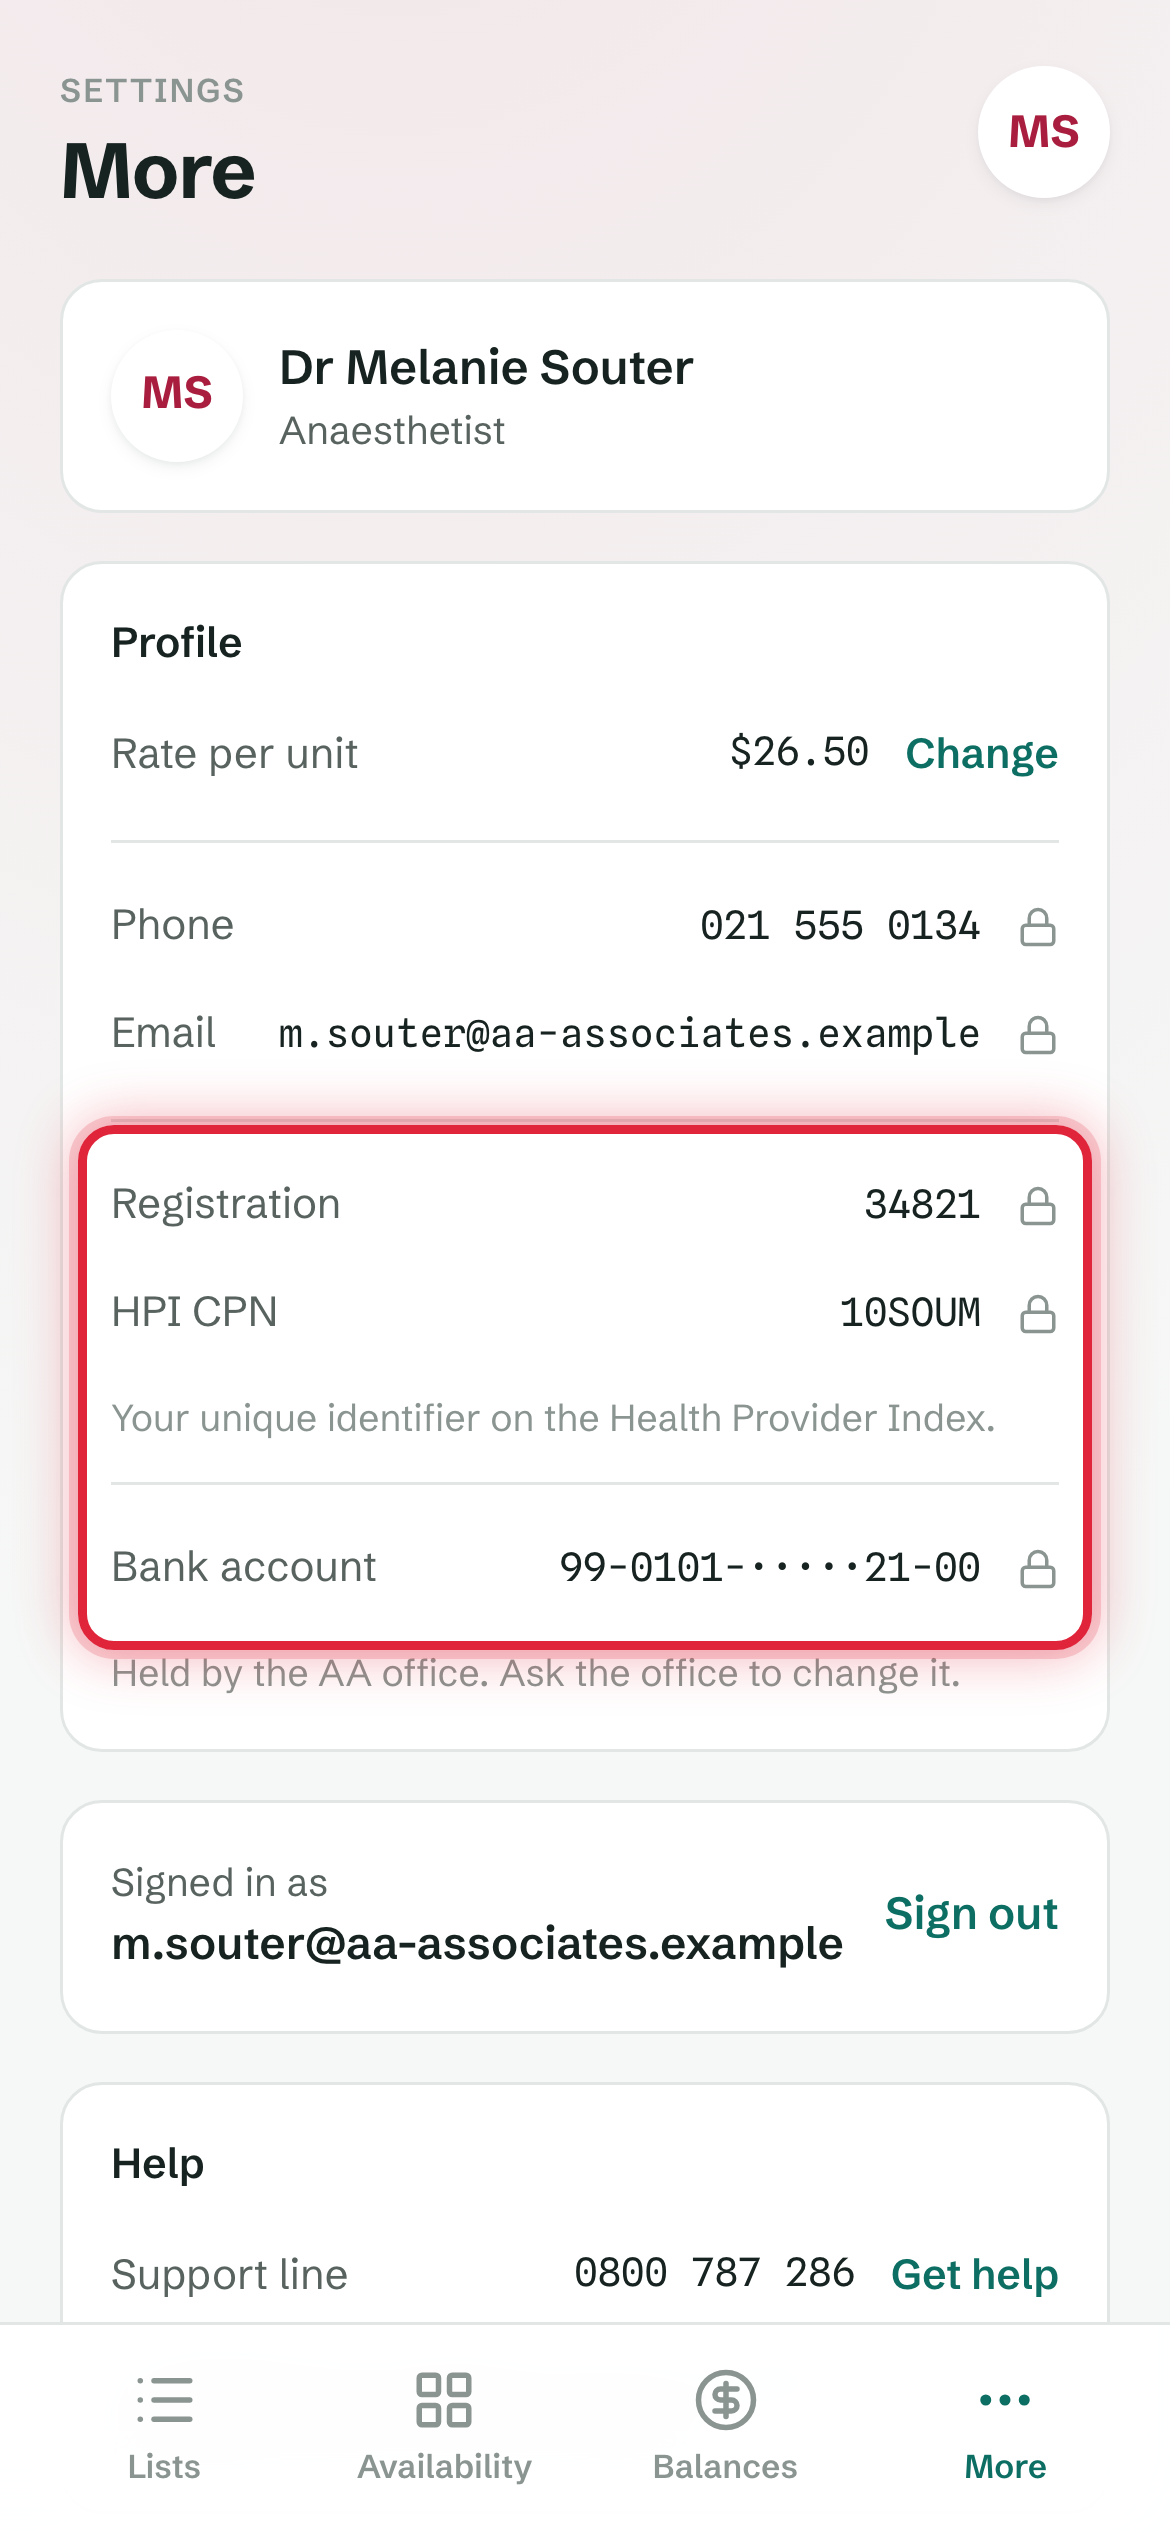 SETTINGS
More
MS
MS
Dr Melanie Souter
Anaesthetist
Profile
Rate per unit $26.50 Change
Phone 021 555 0134
Email m.souter@aa-associates.example
Registration 34821
HPI CPN 10SOUM
Your unique identifier on the Health Provider Index.
Bank account 99-0101-·····21-00
Held by the AA office. Ask the office to change it.
Signed in as
m.souter@aa-associates.example
Sign out
Help
Support line 0800 787 286 Get help
Lists Availability Balances More